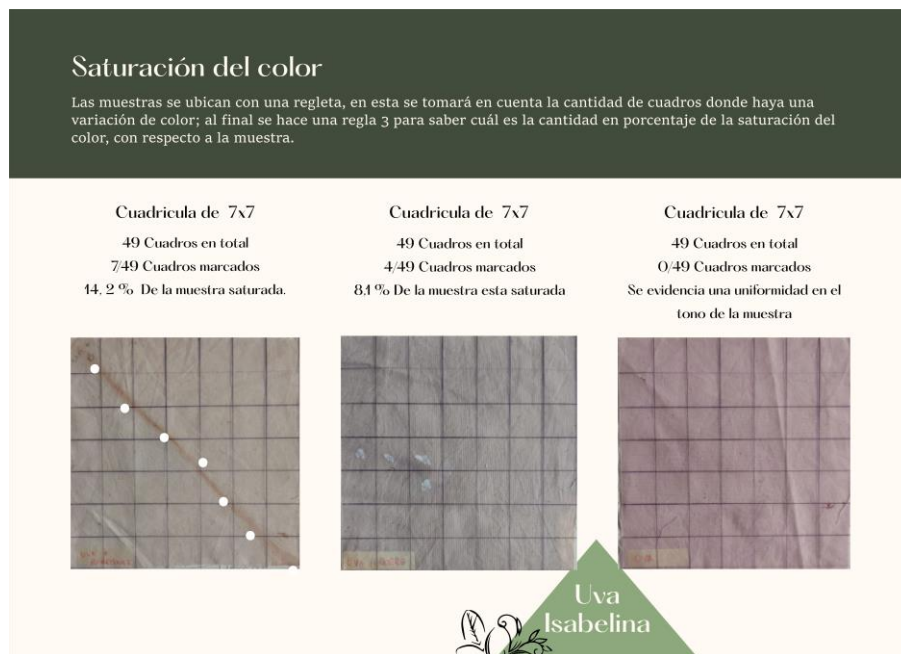 Saturación del color
Las muestras se ubican con una regleta, en esta se tomará en cuenta la cantidad de cuadros donde haya una
variación de color; al final se hace una regla 3 para saber cuál es la cantidad en porcentaje de la saturación del
color, con respecto a la muestra.
Cuadricula de 7x7
49 Cuadros en total
7/49 Cuadros marcados
14, 2 % De la muestra saturada.
Cuadricula de 7x7
49 Cuadros en total
4/49 Cuadros marcados
8,1 % De la muestra esta saturada
Cuadricula de 7x7
49 Cuadros en total
0/49 Cuadros marcados
Se evidencia una uniformidad en el
tono de la muestra
Uva
Isabelina